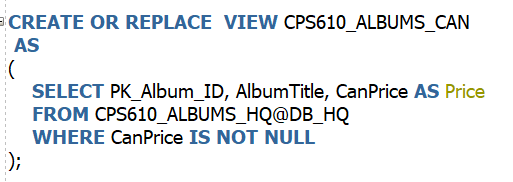 CREATE OR REPLACE  VIEW CPS610_ALBUMS_CAN
AS
(
SELECT PK_Album_ID, AlbumTitle, CanPrice AS Price
FROM CPS610_ALBUMS_HQ@DB_HQ
WHERE CanPrice IS NOT NULL
);